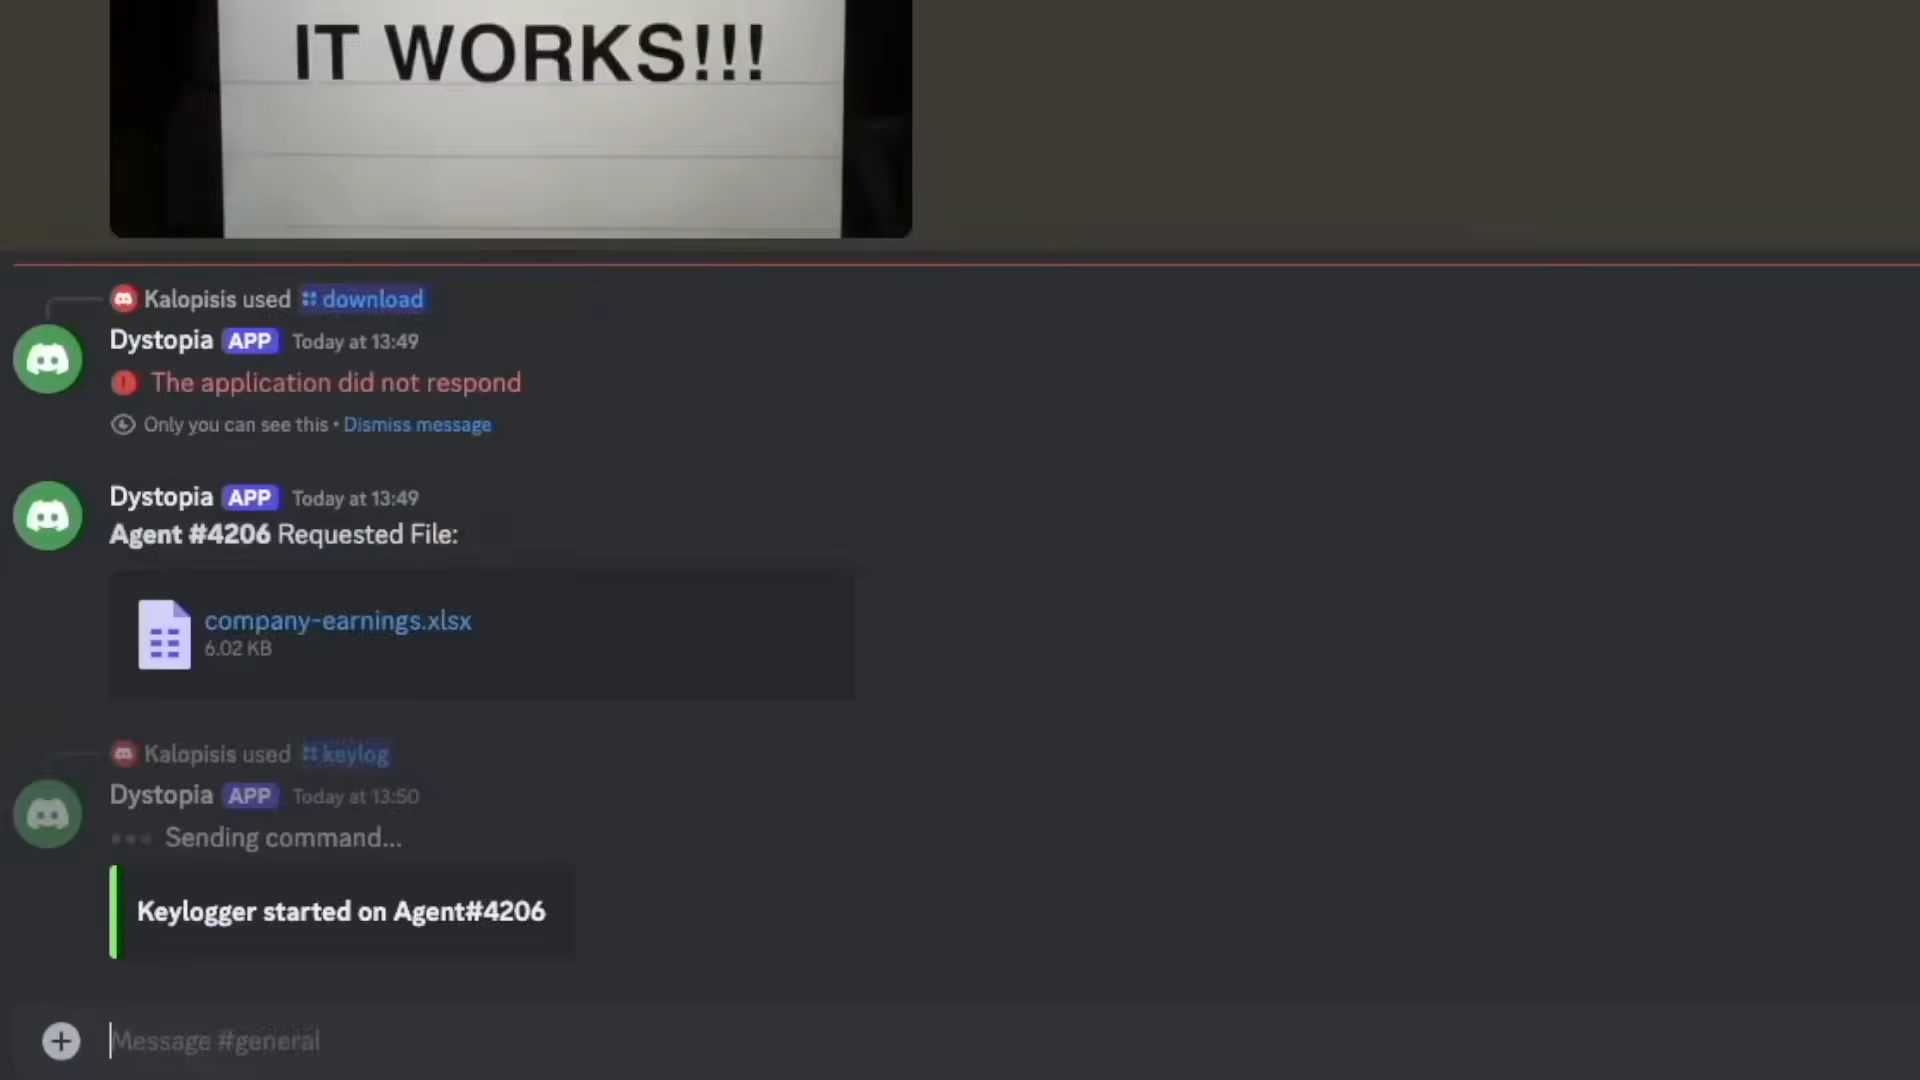 IT WORKS!!!
Kalopisis used download
Dystopia APP Today at 13:49
The application did not respond
Only you can see this • Dismiss message
Dystopia APP Today at 13:49
Agent #4206 Requested File:
company-earnings.xlsx
6.02 KB
Kalopisis used keylog
Dystopia APP Today at 13:50
Sending command...
Keylogger started on Agent#4206
Message #general